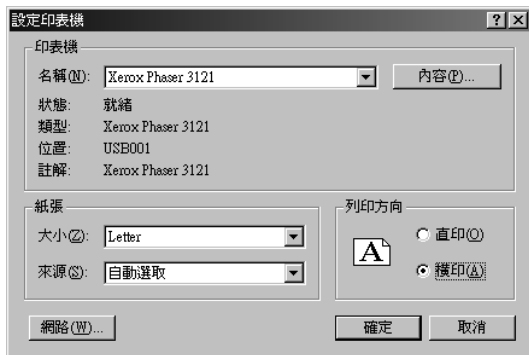 設定印表機
印表機
名稱(N): Xerox Phaser 3121 內容(P)...
狀態: 就緒
類型: Xerox Phaser 3121
位置: USB001
註解: Xerox Phaser 3121
紙張
大小(Z): Letter
來源(S): 自動選取
列印方向
A
直印(O)
橫印(A)
網路(W)...
確定
取消